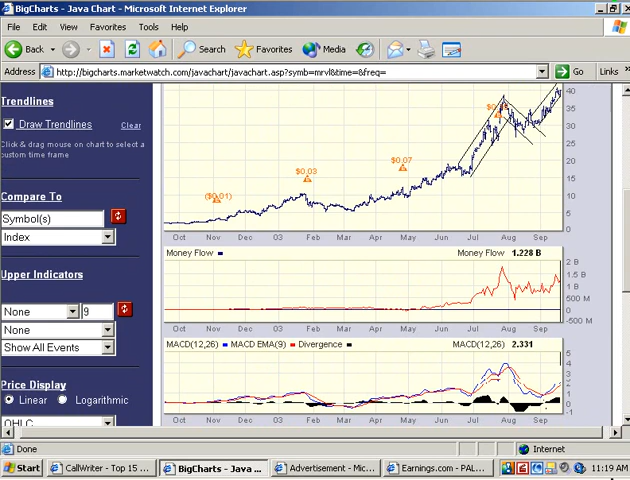 BigCharts - Java Chart - Microsoft Internet Explorer
File Edit View Favorites Tools Help
Back Search Favorites Media
Address http://bigcharts.marketwatch.com/javachart/javachart.asp?symb=mrvl&time=&freq= Go Links »
Trendlines
Draw Trendlines Clear
Click & drag mouse on chart to select a
custom time frame
Compare To
Symbol(s)
Index
Upper Indicators
None 9
None
Show All Events
Price Display
Linear Logarithmic
OHLC
40
35
30
25
20
15
10
5
0
($0.01)
$0.03
$0.07
Oct Nov Dec 03 Feb Mar Apr May Jun Jul Aug Sep
Money Flow Money Flow 1.228 B
2 B
1.5 B
1 B
500 M
0
-500 M
Oct Nov Dec 03 Feb Mar Apr May Jun Jul Aug Sep
MACD(12,26) MACD EMA(9) Divergence MACD(12,26) 2.331
5
4
3
2
1
0
-1
Oct Nov Dec 03 Feb Mar Apr May Jun Jul Aug Sep
Done Internet
Start CallWriter - Top 15 ... BigCharts - Java ... Advertisement - Mic... Earnings.com - PAL... 11:19 AM